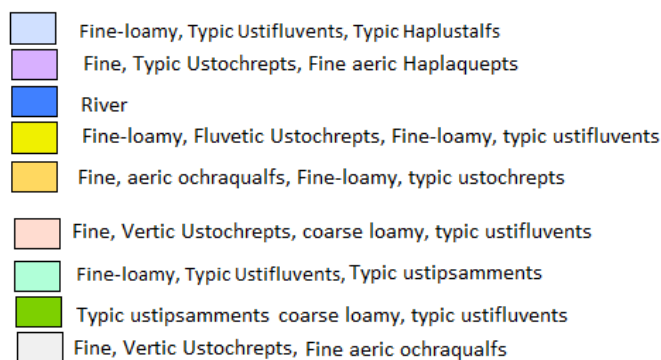 Fine-loamy, Typic Ustifluvents, Typic Haplustalfs
Fine, Typic Ustochrepts, Fine aeric Haplaquepts
River
Fine-loamy, Fluvetic Ustochrepts, Fine-loamy, typic ustifluvents
Fine, aeric ochraqualfs, Fine-loamy, typic ustochrepts
Fine, Vertic Ustochrepts, coarse loamy, typic ustifluvents
Fine-loamy, Typic Ustifluvents, Typic ustipsamments
Typic ustipsamments coarse loamy, typic ustifluvents
Fine, Vertic Ustochrepts, Fine aeric ochraqualfs